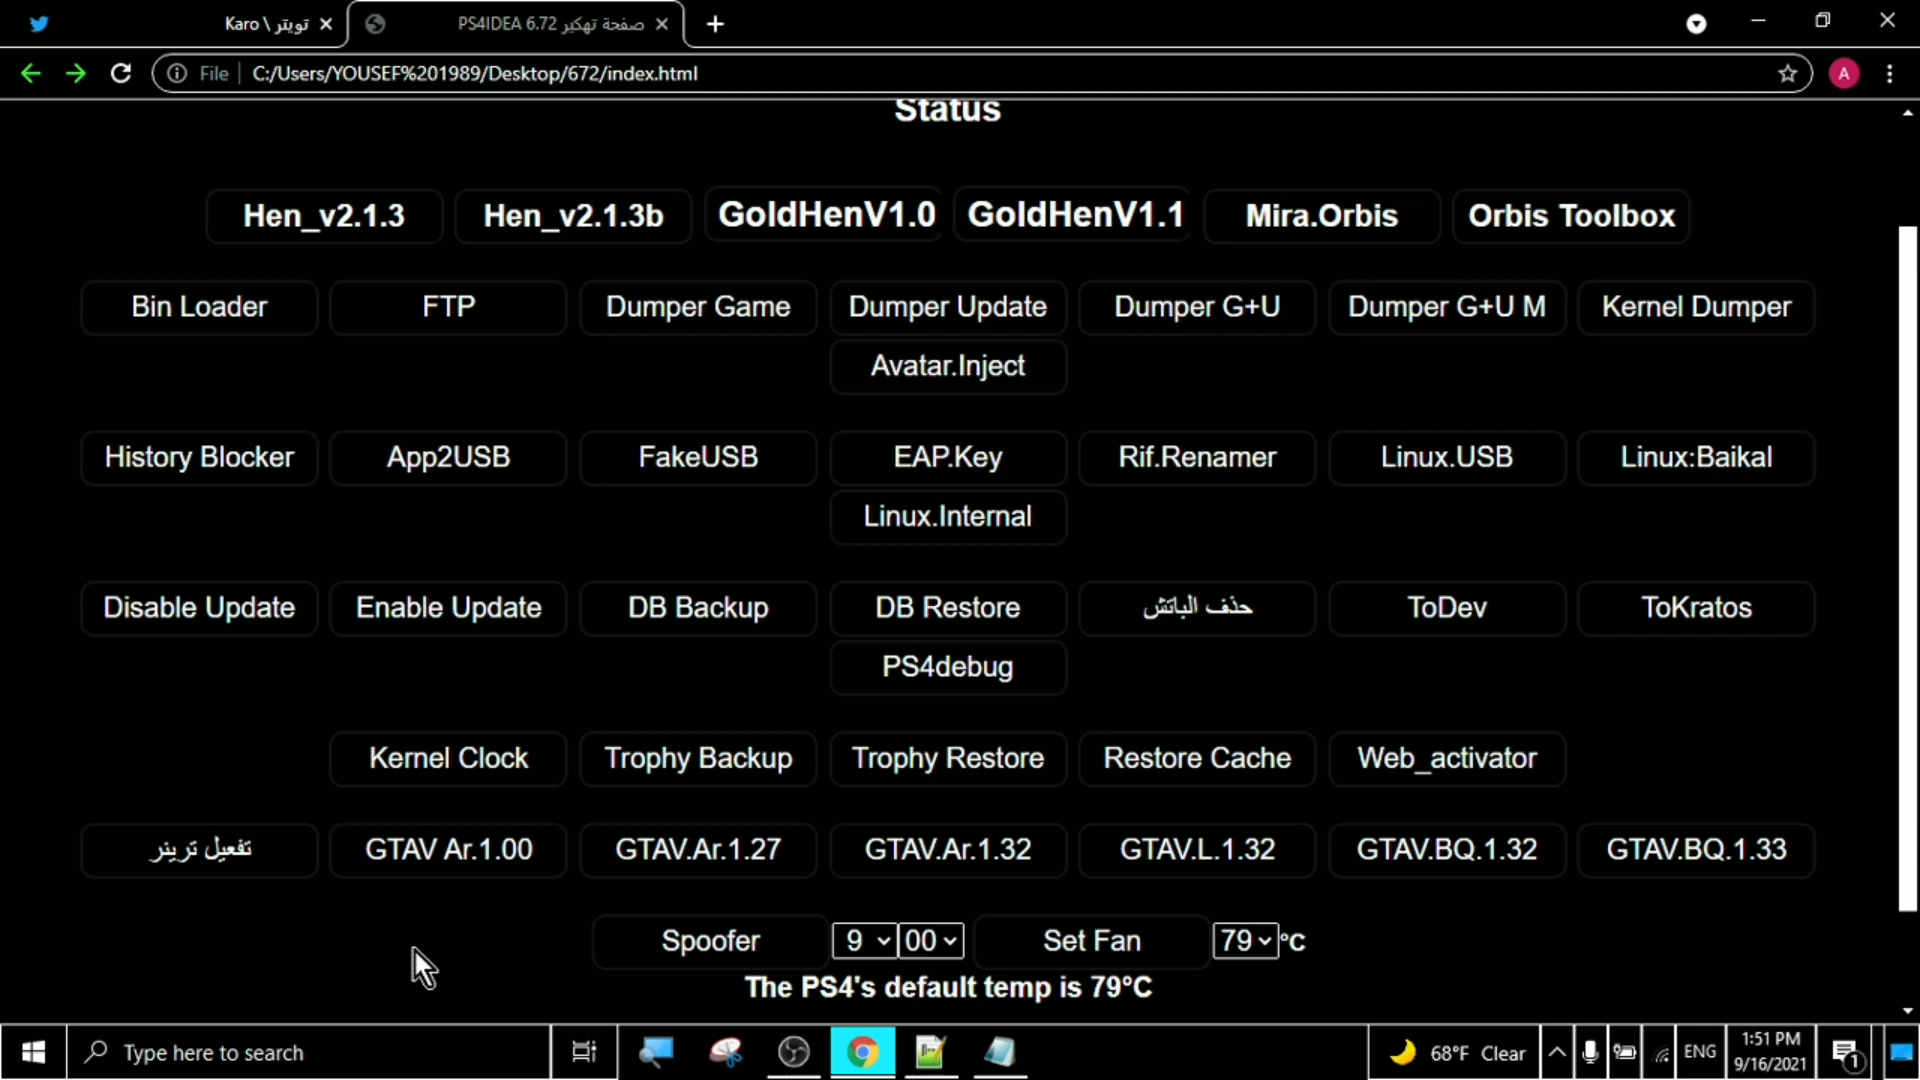 Karo \ تويتر
صفحة تهكير PS4IDEA 6.72
File C:/Users/YOUSEF%201989/Desktop/672/index.html
A
Status
Hen_v2.1.3 Hen_v2.1.3b GoldHenV1.0 GoldHenV1.1 Mira.Orbis Orbis Toolbox
Bin Loader FTP Dumper Game Dumper Update Dumper G+U Dumper G+U M Kernel Dumper
Avatar.Inject
History Blocker App2USB FakeUSB EAP.Key Rif.Renamer Linux.USB Linux:Baikal
Linux.Internal
Disable Update Enable Update DB Backup DB Restore حذف الباتش ToDev ToKratos
PS4debug
Kernel Clock Trophy Backup Trophy Restore Restore Cache Web_activator
تفعيل ترينر GTAV Ar.1.00 GTAV.Ar.1.27 GTAV.Ar.1.32 GTAV.L.1.32 GTAV.BQ.1.32 GTAV.BQ.1.33
Spoofer 9 00 Set Fan 79 °C
The PS4's default temp is 79°C
Type here to search
68°F Clear
ENG
1:51 PM
9/16/2021
1